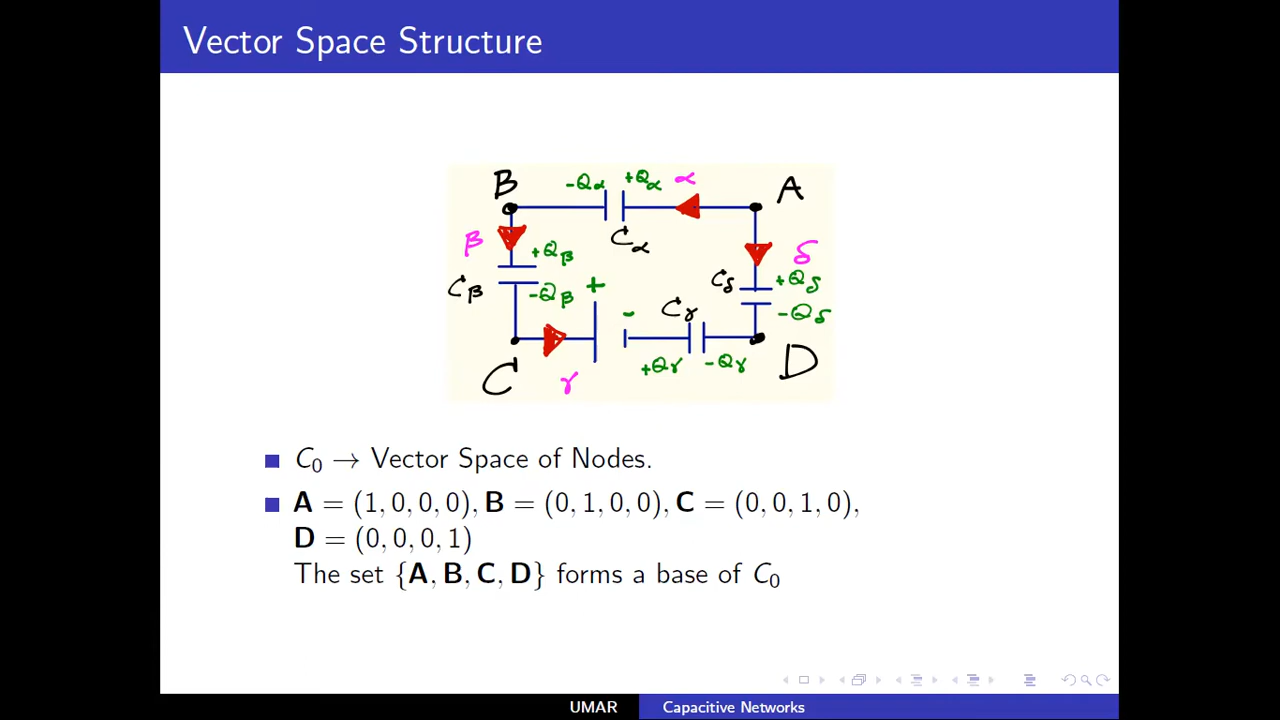 Vector Space Structure
B -Qα +Qα α A
β +Qβ Cα Cδ δ
Cβ -Qβ + - Cγ +Qδ -Qδ
C γ +Qγ -Qγ D
C₀ → Vector Space of Nodes.
A = (1, 0, 0, 0), B = (0, 1, 0, 0), C = (0, 0, 1, 0),
D = (0, 0, 0, 1)
The set {A, B, C, D} forms a base of C₀
UMAR Capacitive Networks